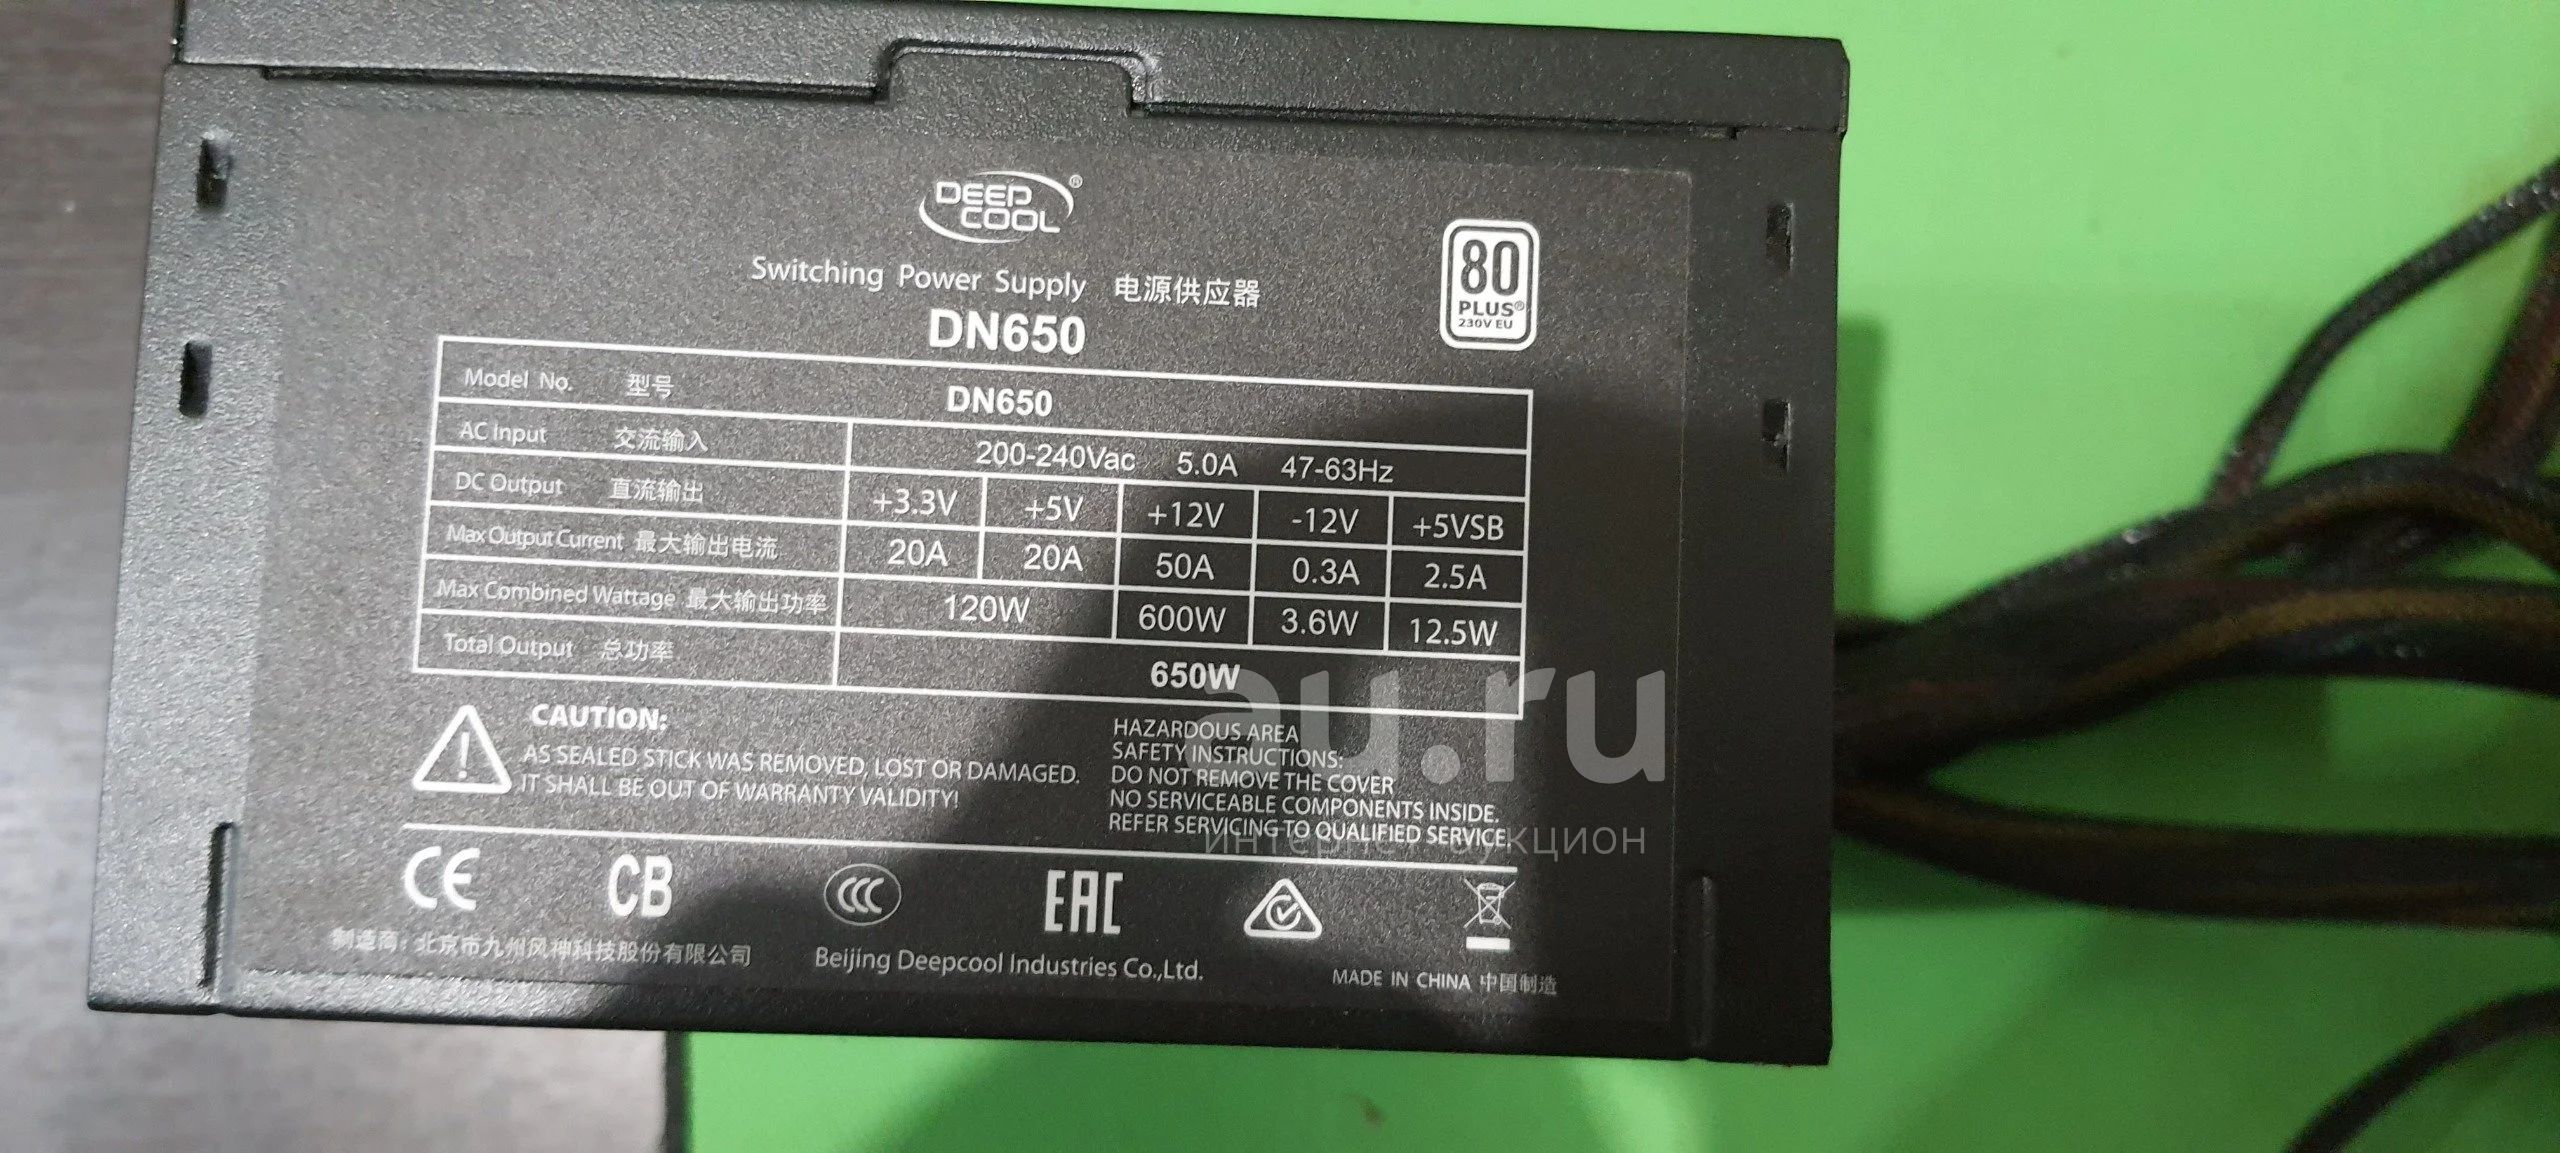 DEEP
COOL®
Switching Power Supply 电源供应器
DN650
80
PLUS®
230V EU
Model No. 型号 DN650
AC Input 交流输入 200-240Vac 5.0A 47-63Hz
DC Output 直流输出 +3.3V +5V +12V -12V +5VSB
Max Output Current 最大输出电流 20A 20A 50A 0.3A 2.5A
Max Combined Wattage 最大输出功率 120W 600W 3.6W 12.5W
Total Output 总功率 650W
CAUTION:
AS SEALED STICK WAS REMOVED, LOST OR DAMAGED.
IT SHALL BE OUT OF WARRANTY VALIDITY!
HAZARDOUS AREA
SAFETY INSTRUCTIONS:
DO NOT REMOVE THE COVER
NO SERVICEABLE COMPONENTS INSIDE.
REFER SERVICING TO QUALIFIED SERVICE.
au.ru
интернет-аукцион
CE CB CCC EAC
制造商: 北京市九州风神科技股份有限公司
Beijing Deepcool Industries Co.,Ltd.
MADE IN CHINA 中国制造